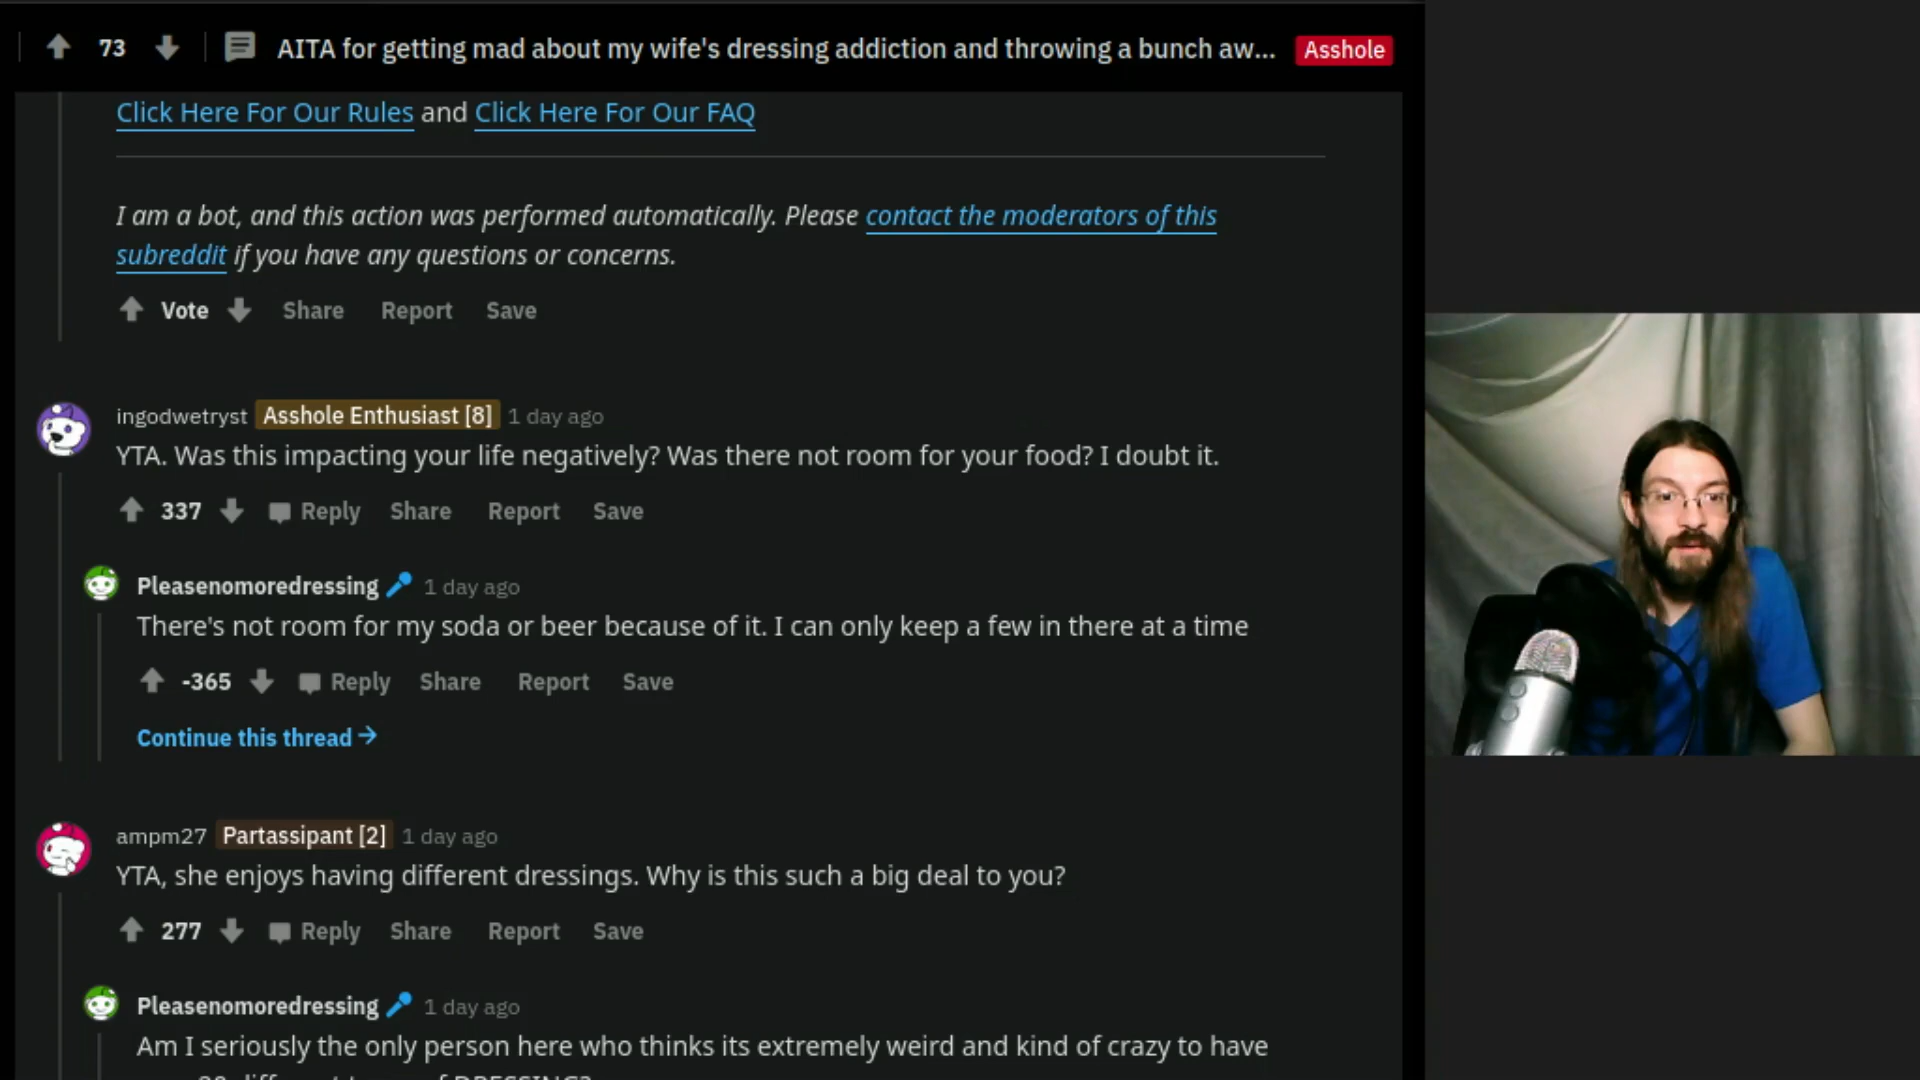 73 AITA for getting mad about my wife's dressing addiction and throwing a bunch aw... Asshole
Click Here For Our Rules and Click Here For Our FAQ
I am a bot, and this action was performed automatically. Please contact the moderators of this
subreddit if you have any questions or concerns.
Vote Share Report Save
ingodwetryst Asshole Enthusiast [8] 1 day ago
YTA. Was this impacting your life negatively? Was there not room for your food? I doubt it.
337 Reply Share Report Save
Pleasenomoredressing 1 day ago
There's not room for my soda or beer because of it. I can only keep a few in there at a time
-365 Reply Share Report Save
Continue this thread →
ampm27 Partassipant [2] 1 day ago
YTA, she enjoys having different dressings. Why is this such a big deal to you?
277 Reply Share Report Save
Pleasenomoredressing 1 day ago
Am I seriously the only person here who thinks its extremely weird and kind of crazy to have